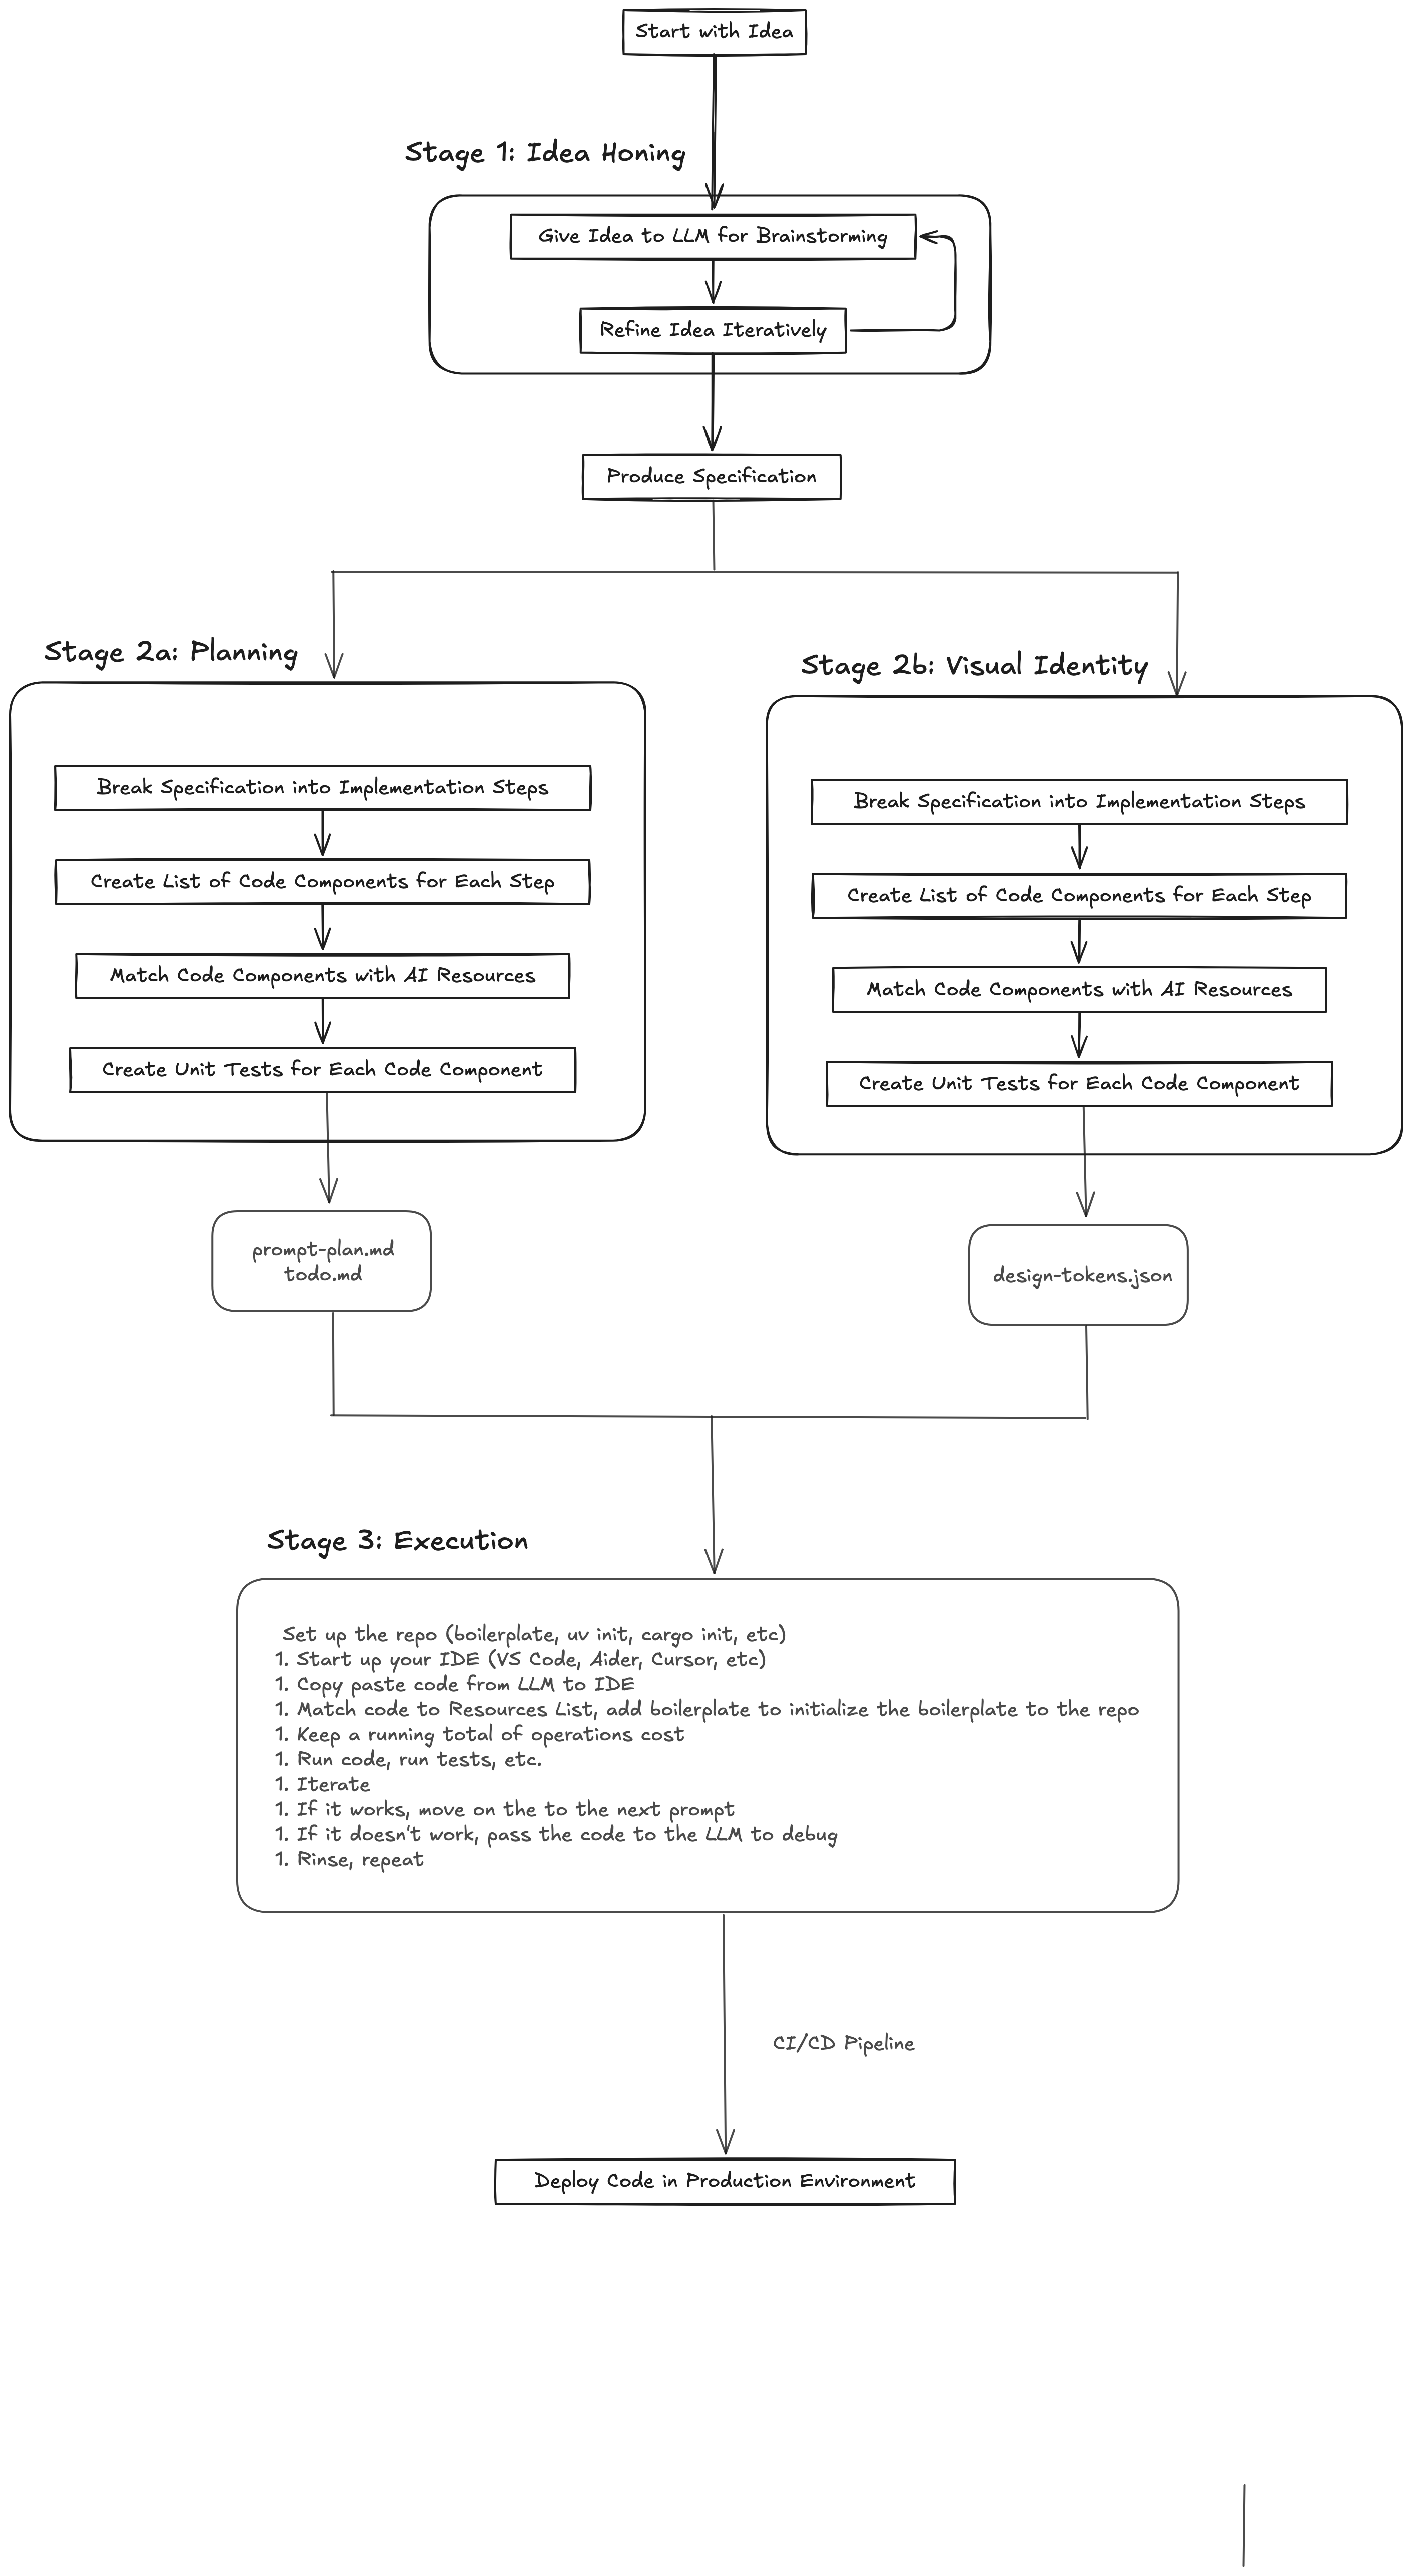 Start with Idea
Stage 1: Idea Honing
Give Idea to LLM for Brainstorming
Refine Idea Iteratively
Produce Specification
Stage 2a: Planning
Break Specification into Implementation Steps
Create List of Code Components for Each Step
Match Code Components with AI Resources
Create Unit Tests for Each Code Component
prompt-plan.md
todo.md
Stage 2b: Visual Identity
Break Specification into Implementation Steps
Create List of Code Components for Each Step
Match Code Components with AI Resources
Create Unit Tests for Each Code Component
design-tokens.json
Stage 3: Execution
Set up the repo (boilerplate, uv init, cargo init, etc)
1. Start up your IDE (VS Code, Aider, Cursor, etc)
1. Copy paste code from LLM to IDE
1. Match code to Resources List, add boilerplate to initialize the boilerplate to the repo
1. Keep a running total of operations cost
1. Run code, run tests, etc.
1. Iterate
1. If it works, move on the to the next prompt
1. If it doesn't work, pass the code to the LLM to debug
1. Rinse, repeat
CI/CD Pipeline
Deploy Code in Production Environment